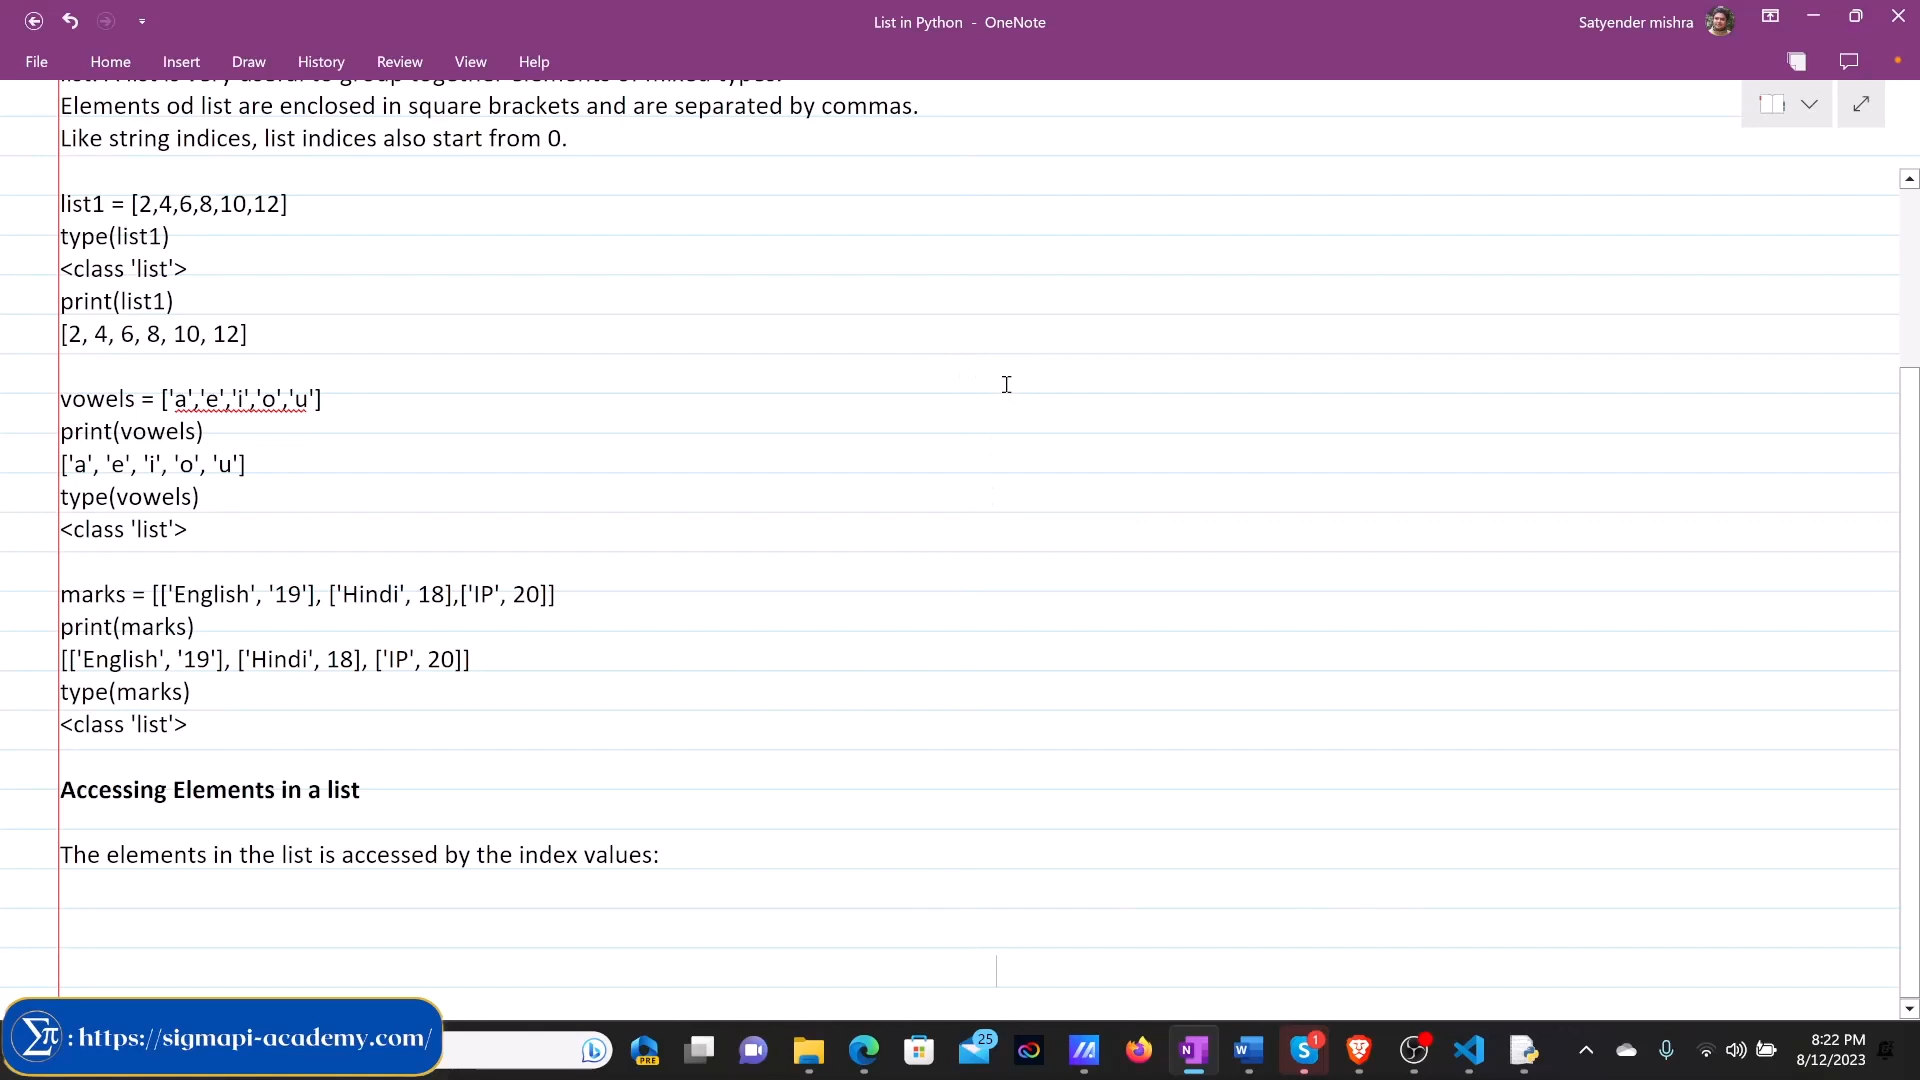 List in Python - OneNote
Satyender mishra
File Home Insert Draw History Review View Help
Elements od list are enclosed in square brackets and are separated by commas.
Like string indices, list indices also start from 0.
list1 = [2,4,6,8,10,12]
type(list1)
<class 'list'>
print(list1)
[2, 4, 6, 8, 10, 12]
vowels = ['a','e','i','o','u']
print(vowels)
['a', 'e', 'i', 'o', 'u']
type(vowels)
<class 'list'>
marks = [['English', '19'], ['Hindi', 18],['IP', 20]]
print(marks)
[['English', '19'], ['Hindi', 18], ['IP', 20]]
type(marks)
<class 'list'>
Accessing Elements in a list
The elements in the list is accessed by the index values:
Σπ : https://sigmapi-academy.com/
PRE
25
N
W
S
1
8:22 PM
8/12/2023